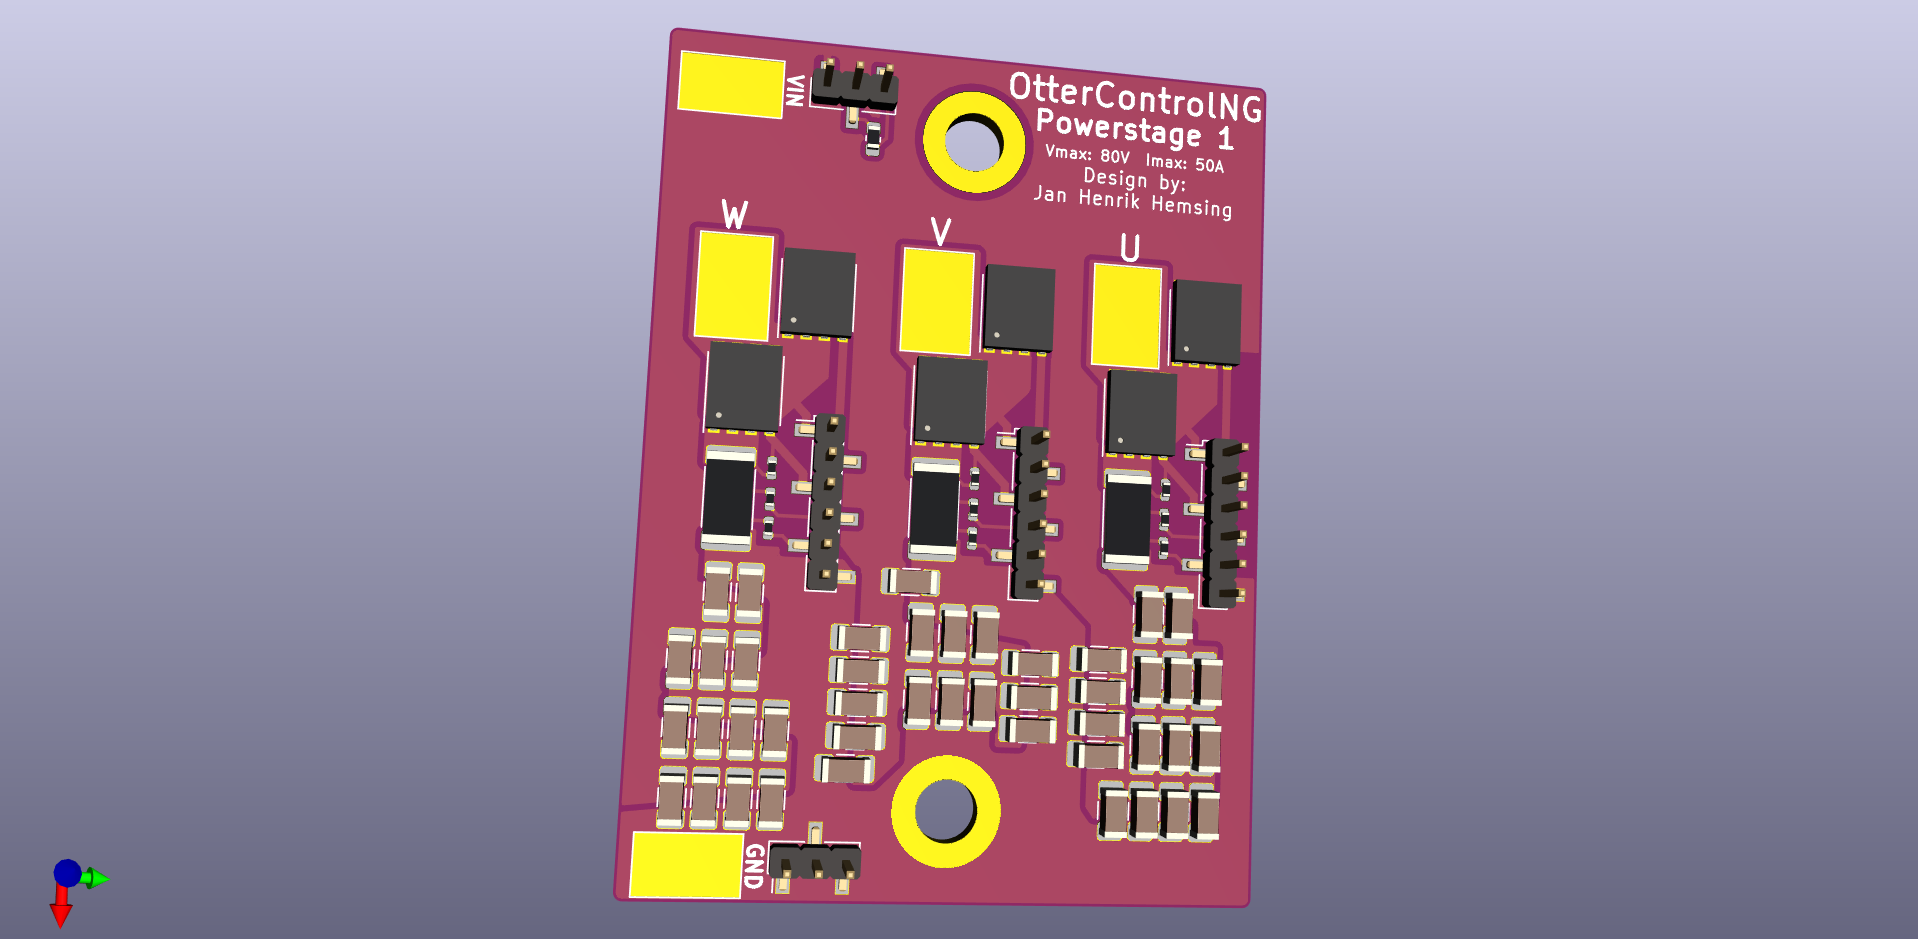 VIN
OtterControlNG
Powerstage 1
Vmax: 80V Imax: 50A
Design by:
Jan Henrik Hemsing
W
V
U
GND